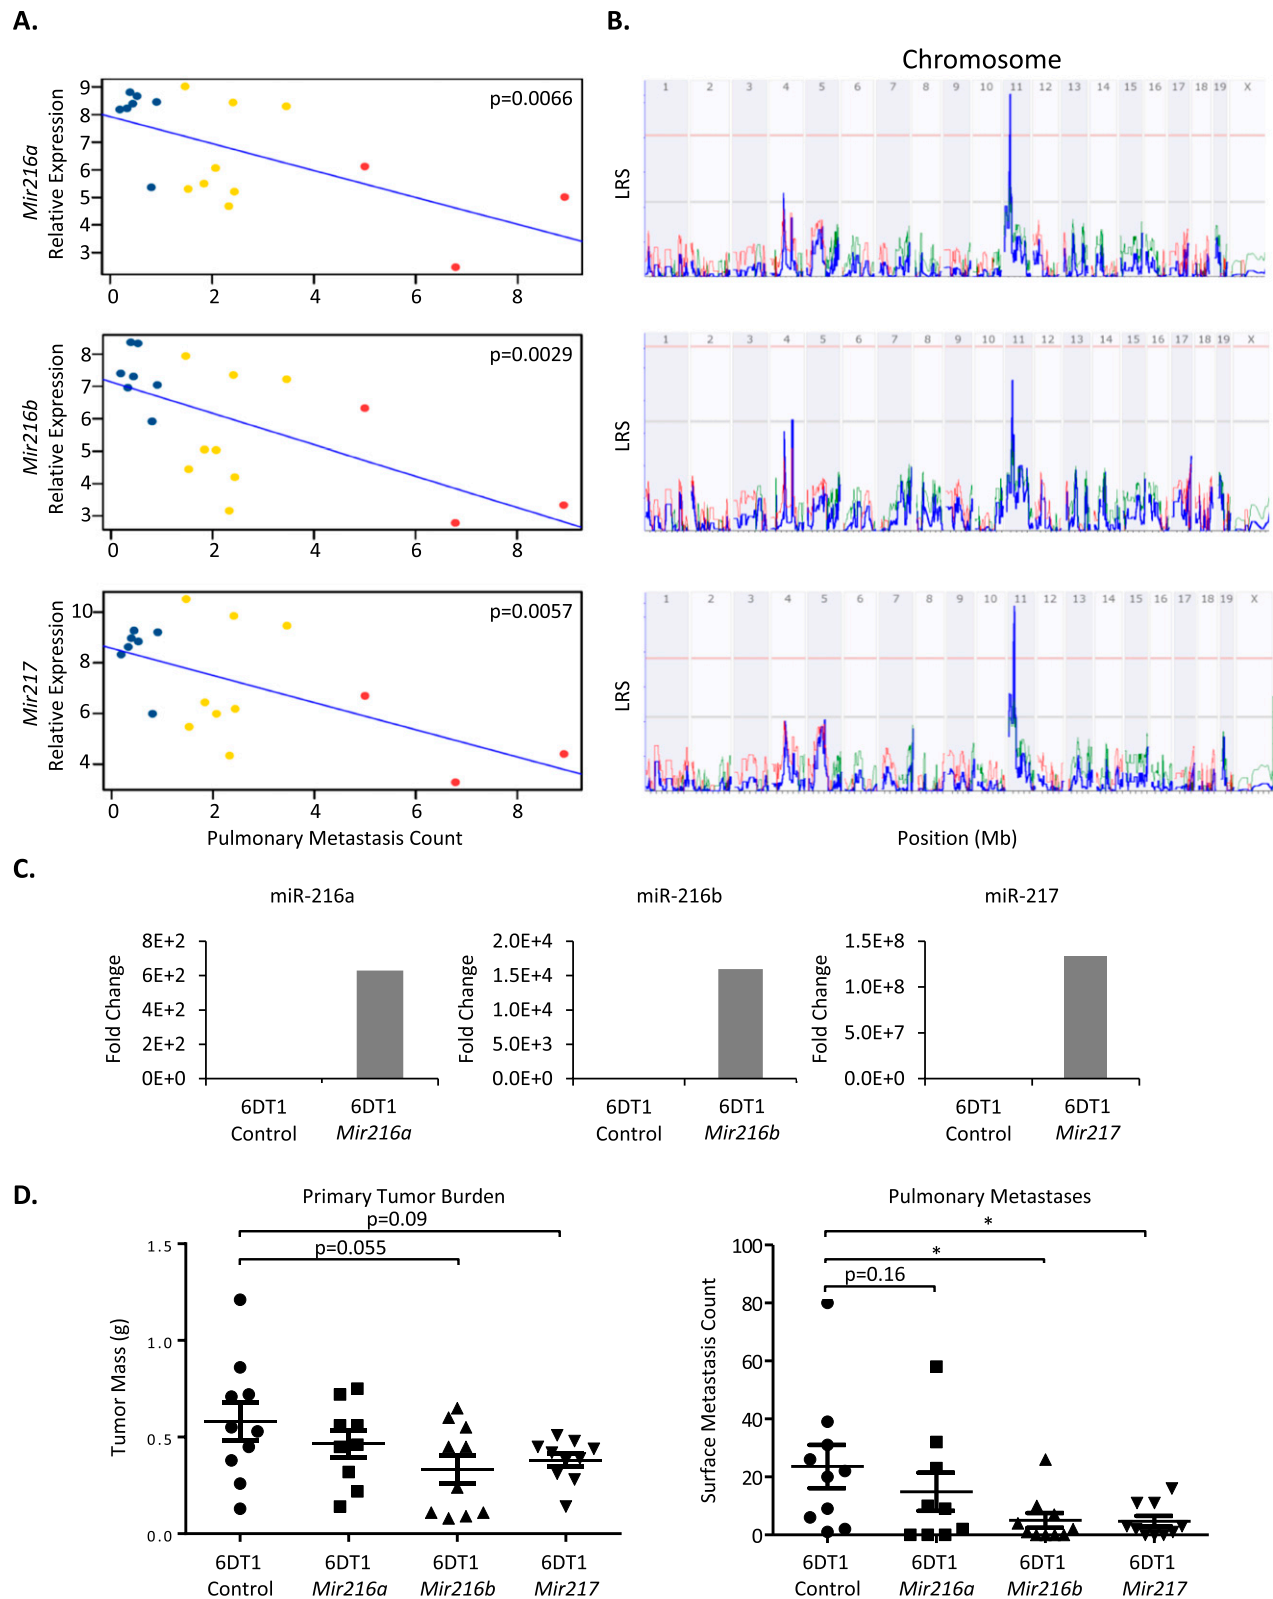 A.
B.
Chromosome
Mir216a
Relative Expression
9
8
7
6
5
4
3
p=0.0066
0 2 4 6 8
LRS
1 2 3 4 5 6 7 8 9 10 11 12 13 14 15 16 17 18 19 X
Mir216b
Relative Expression
8
7
6
5
4
3
p=0.0029
0 2 4 6 8
LRS
1 2 3 4 5 6 7 8 9 10 11 12 13 14 15 16 17 18 19 X
Mir217
Relative Expression
10
8
6
4
p=0.0057
0 2 4 6 8
Pulmonary Metastasis Count
LRS
1 2 3 4 5 6 7 8 9 10 11 12 13 14 15 16 17 18 19 X
Position (Mb)
C.
miR-216a
Fold Change
8E+2
6E+2
4E+2
2E+2
0E+0
6DT1 6DT1
Control Mir216a
miR-216b
Fold Change
2.0E+4
1.5E+4
1.0E+4
5.0E+3
0.0E+0
6DT1 6DT1
Control Mir216b
miR-217
Fold Change
1.5E+8
1.0E+8
5.0E+7
0.0E+0
6DT1 6DT1
Control Mir217
D.
Primary Tumor Burden
p=0.09
p=0.055
Tumor Mass (g)
1.5
1.0
0.5
0.0
6DT1 6DT1 6DT1 6DT1
Control Mir216a Mir216b Mir217
Pulmonary Metastases
*
*
p=0.16
Surface Metastasis Count
100
80
60
40
20
0
6DT1 6DT1 6DT1 6DT1
Control Mir216a Mir216b Mir217